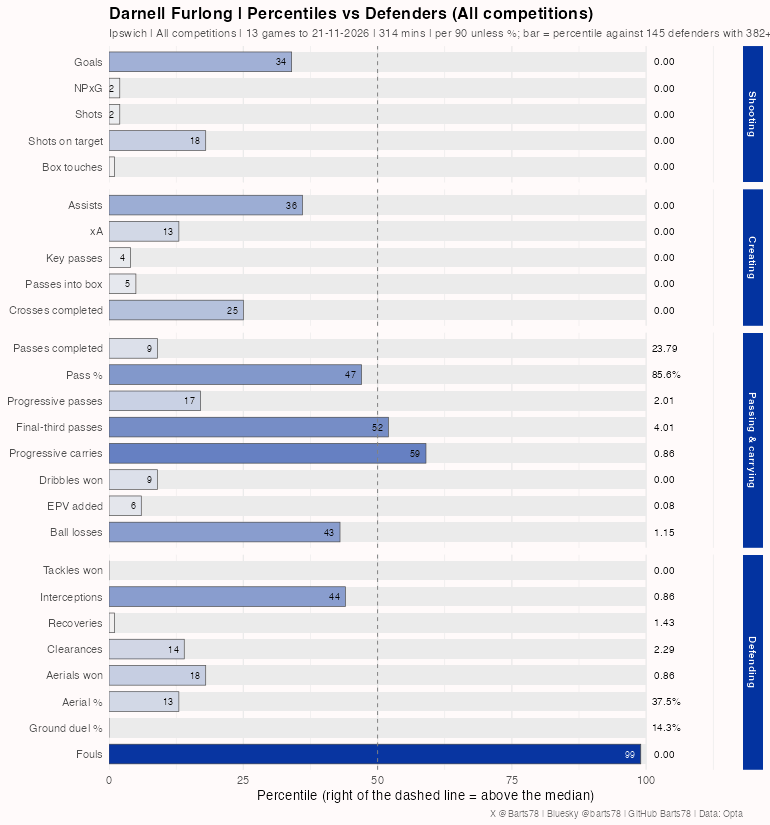 Darnell Furlong | Percentiles vs Defenders (All competitions)
Ipswich | All competitions | 13 games to 21-11-2026 | 314 mins | per 90 unless %; bar = percentile against 145 defenders with 382+
Goals 34 0.00
NPxG 2 0.00
Shots 2 0.00
Shots on target 18 0.00
Box touches 0.00
Shooting
Assists 36 0.00
xA 13 0.00
Key passes 4 0.00
Passes into box 5 0.00
Crosses completed 25 0.00
Creating
Passes completed 9 23.79
Pass % 47 85.6%
Progressive passes 17 2.01
Final-third passes 52 4.01
Progressive carries 59 0.86
Dribbles won 9 0.00
EPV added 6 0.08
Ball losses 43 1.15
Passing & carrying
Tackles won 0.00
Interceptions 44 0.86
Recoveries 1.43
Clearances 14 2.29
Aerials won 18 0.86
Aerial % 13 37.5%
Ground duel % 14.3%
Fouls 99 0.00
Defending
0 25 50 75 100
Percentile (right of the dashed line = above the median)
X @Barts78 | Bluesky @barts78 | GitHub Barts78 | Data: Opta